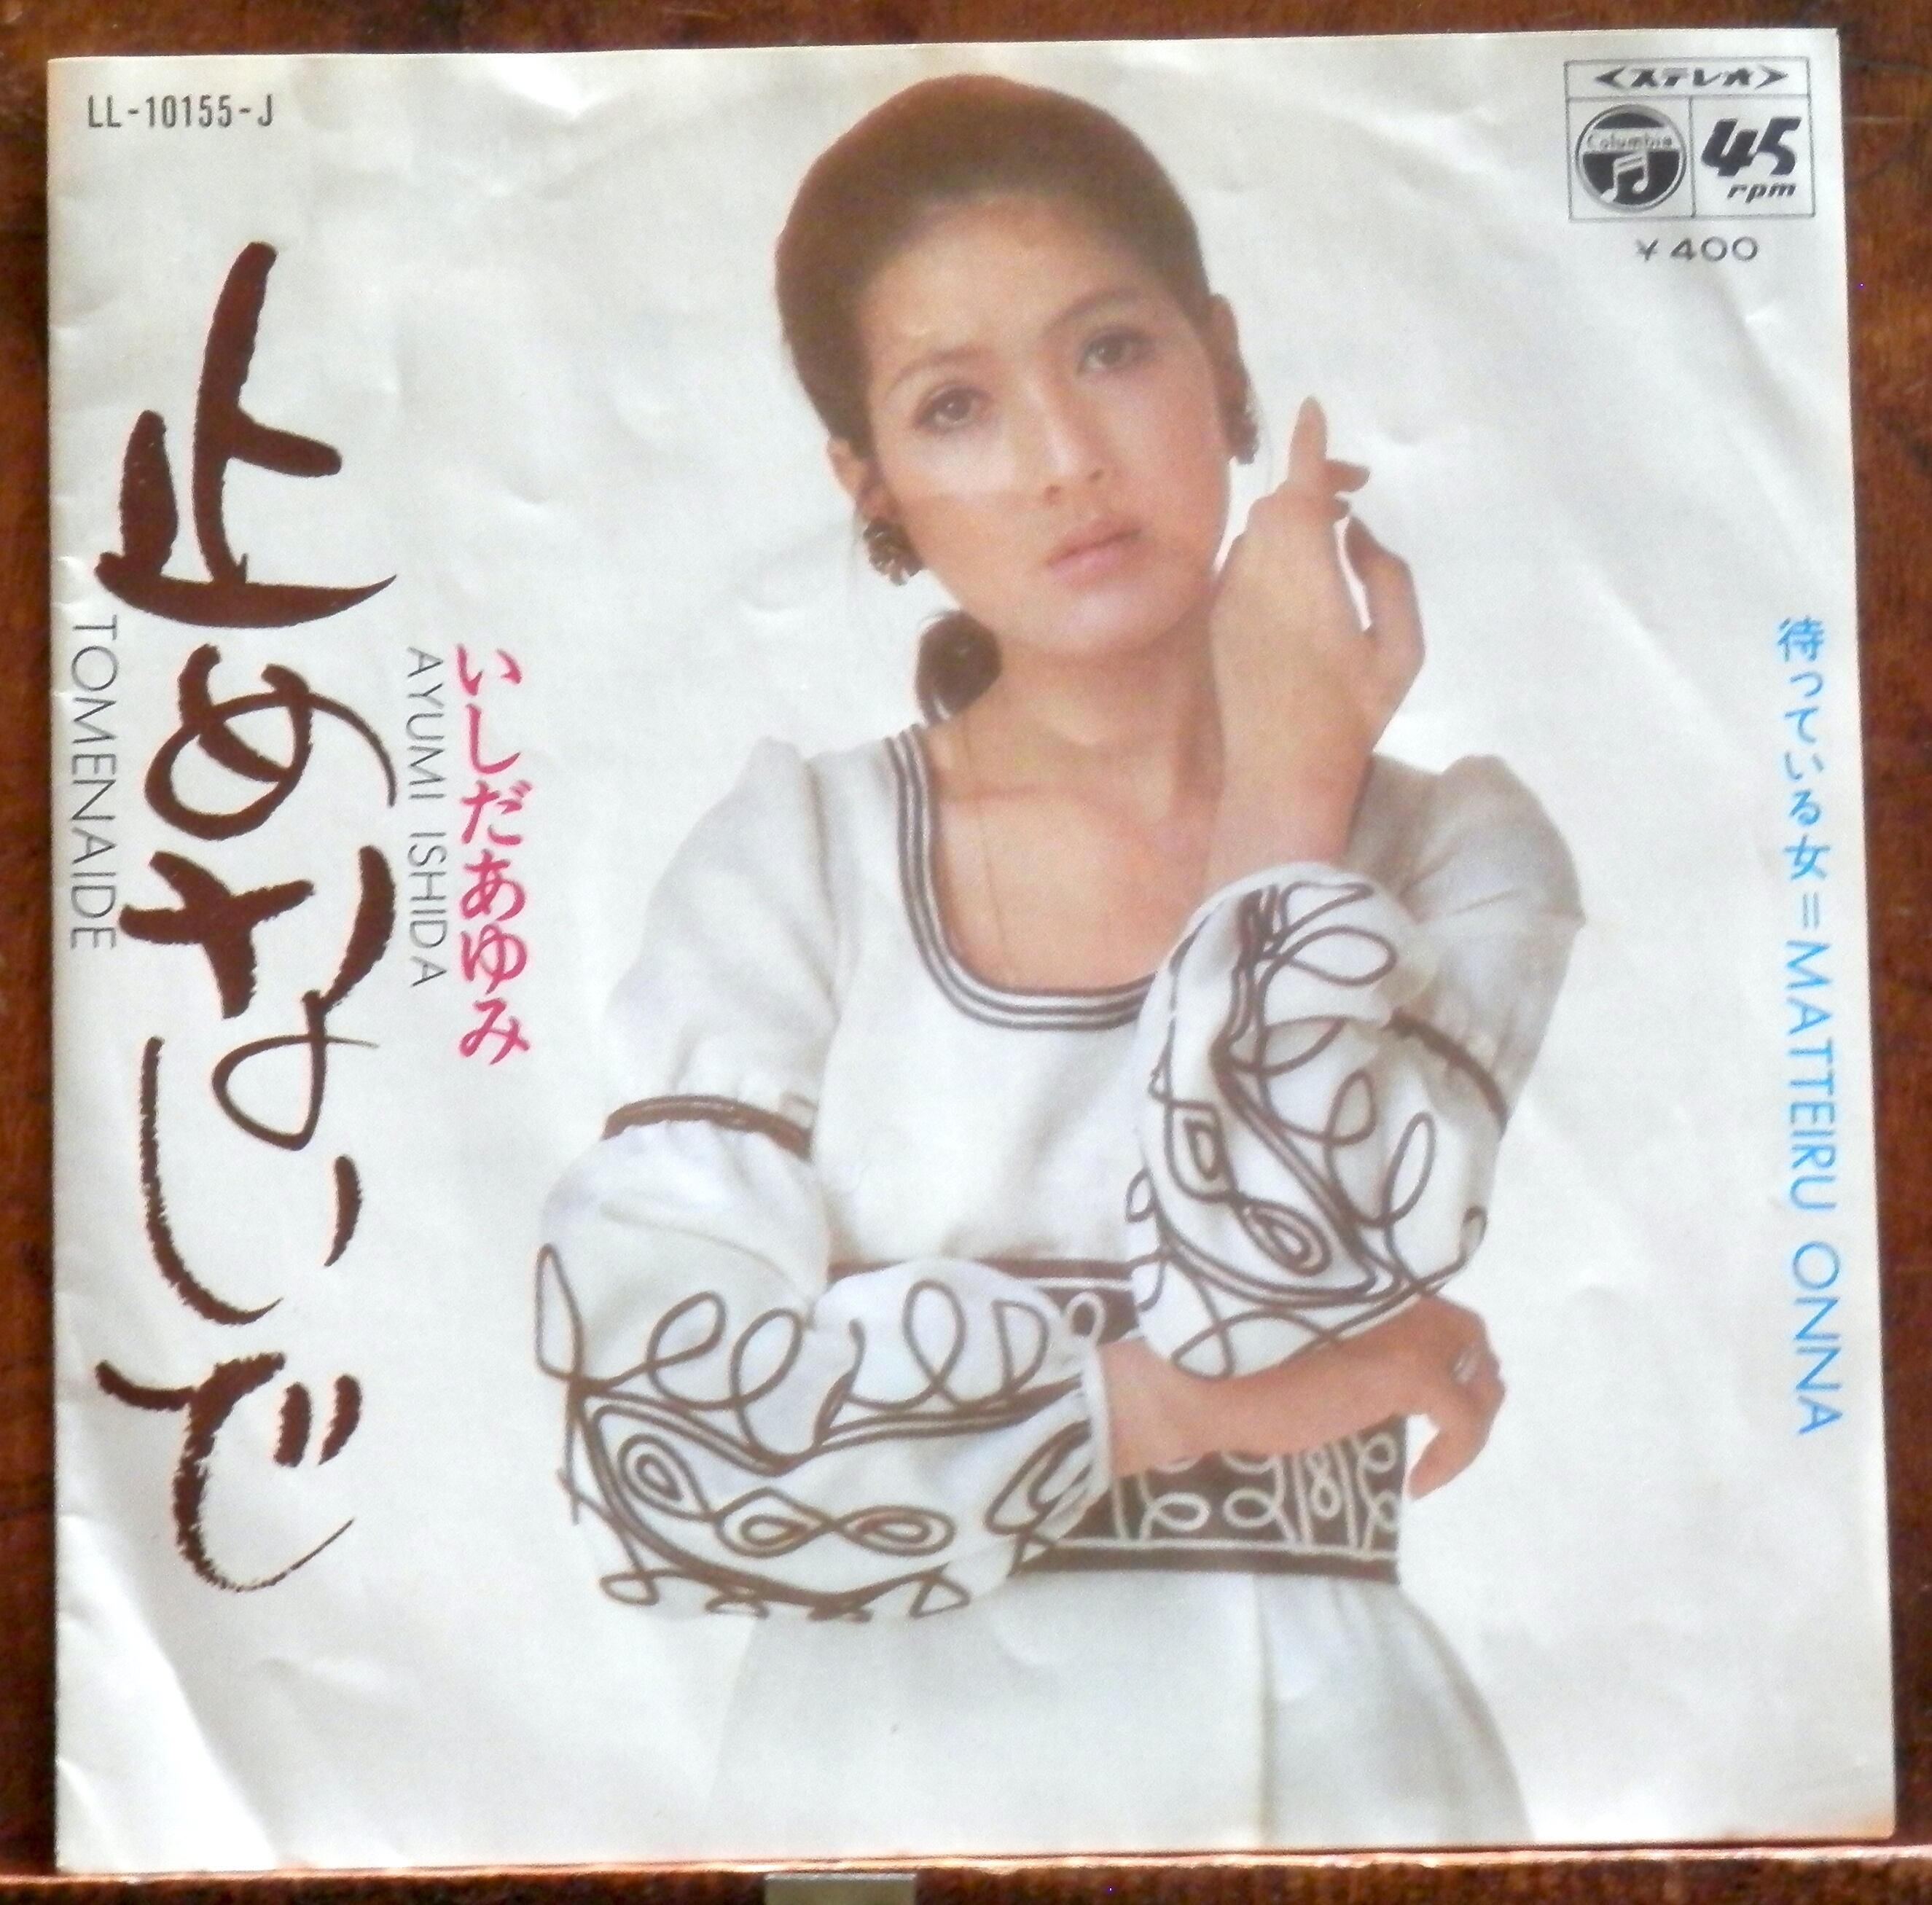 LL-10155-J
<ステレオ>
Columbia
45
rpm
¥400
止めないで
TOMENAIDE
いしだあゆみ
AYUMI ISHIDA
待っている女=MATTEIRU ONNA